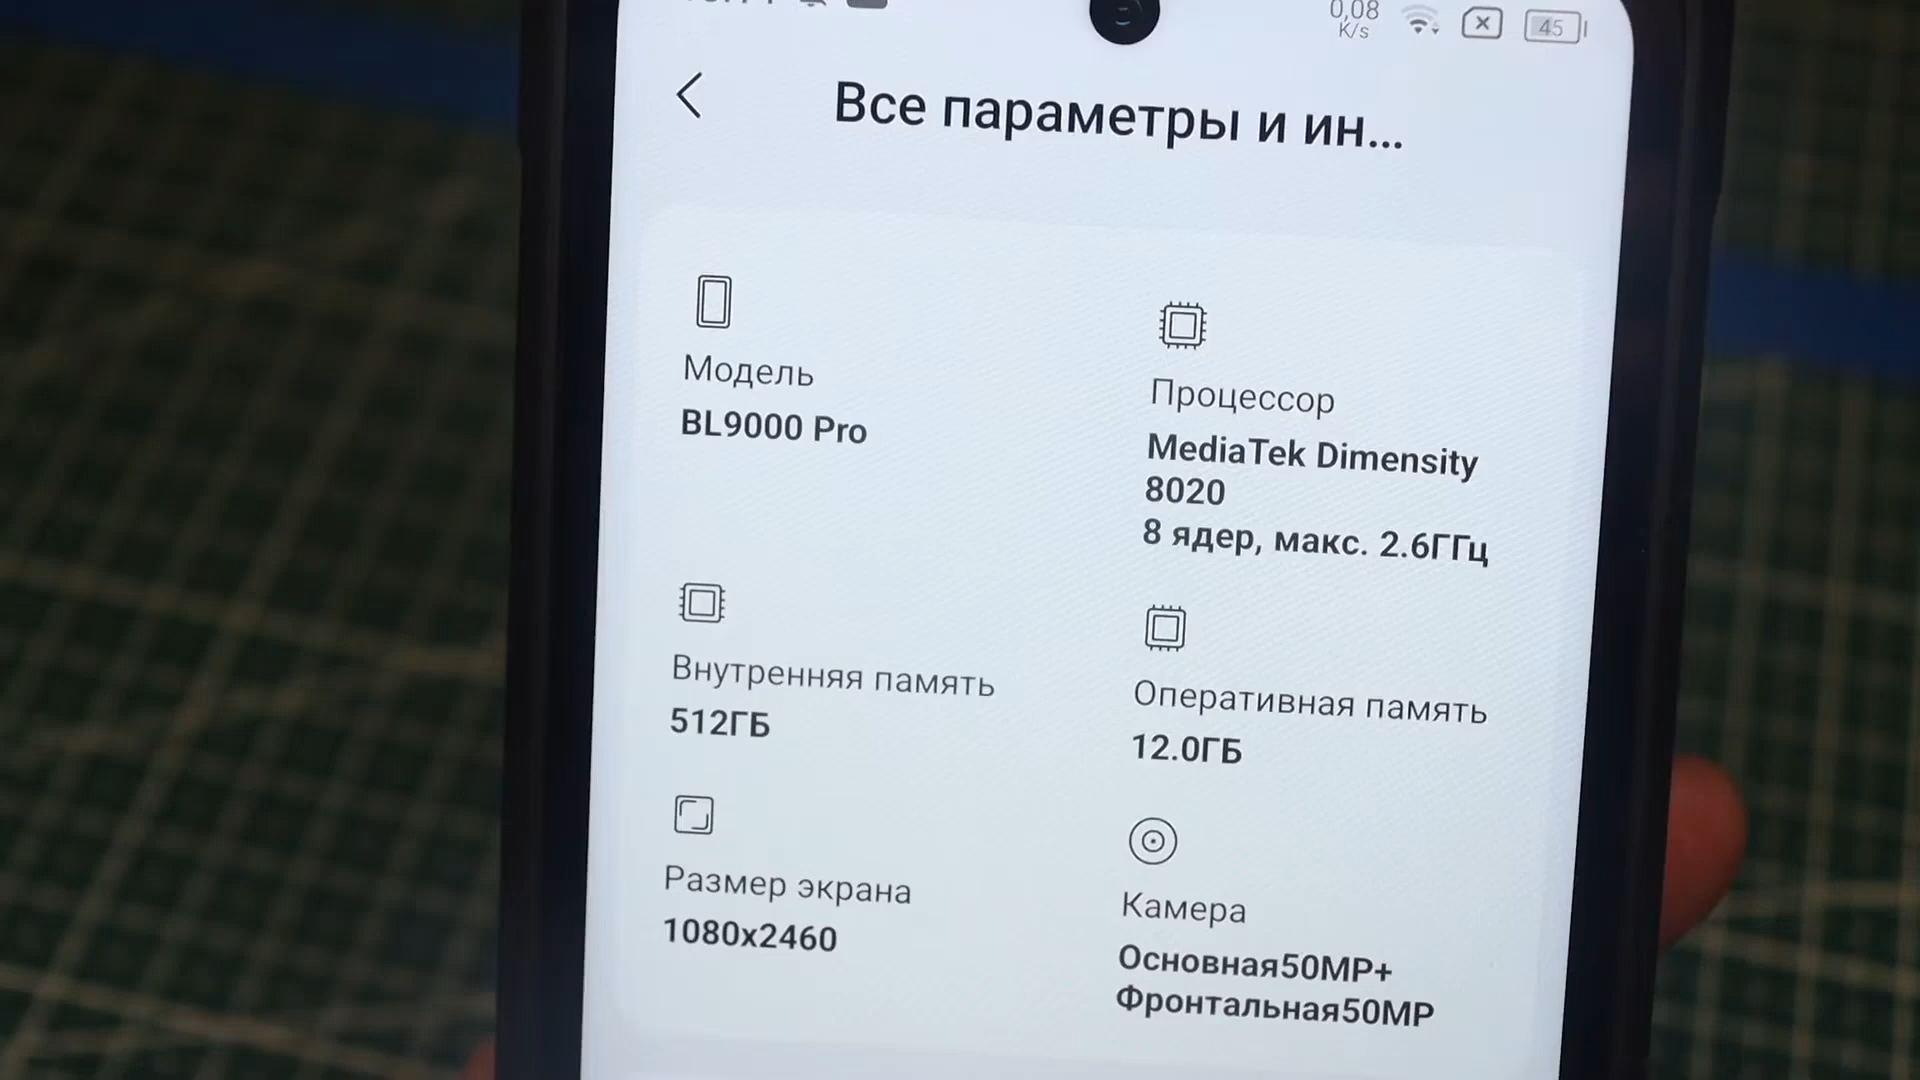 0,08
K/s
45
Все параметры и ин...
Модель
BL9000 Pro
Процессор
MediaTek Dimensity
8020
8 ядер, макс. 2.6ГГц
Внутренняя память
512ГБ
Оперативная память
12.0ГБ
Размер экрана
1080x2460
Камера
Основная50MP+
Фронтальная50MP